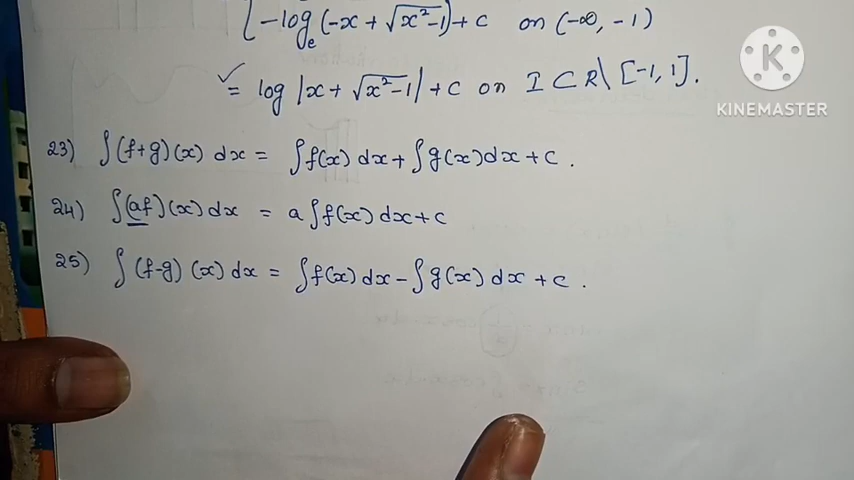 -logₑ(-x + √x²-1) + c on (-∞, -1)
= log |x + √x²-1| + c on I ⊂ R\ [-1, 1].
KINEMASTER
23) ∫(f+g)(x) dx = ∫f(x) dx + ∫g(x)dx + c .
24) ∫(af)(x)dx = a ∫f(x) dx + c
25) ∫(f-g)(x)dx = ∫f(x) dx - ∫g(x) dx + c .